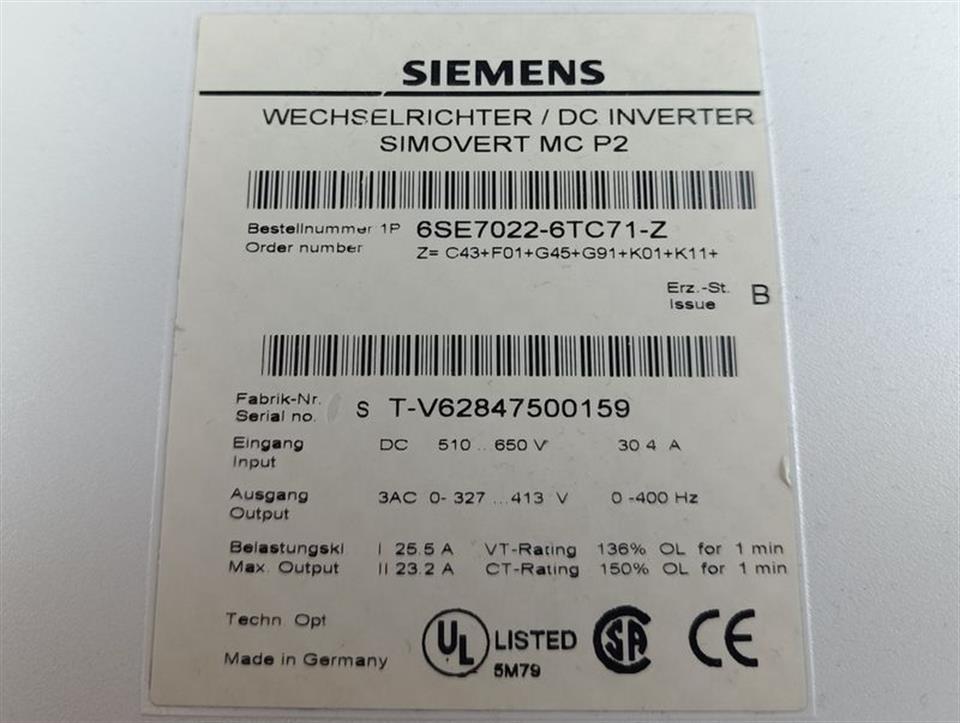 SIEMENS
WECHSELRICHTER / DC INVERTER
SIMOVERT MC P2
Bestellnummer 1P 6SE7022-6TC71-Z
Order number Z= C43+F01+G45+G91+K01+K11+
Erz.-St.
Issue B
Fabrik-Nr.
Serial no. S T-V62847500159
Eingang DC 510 .. 650 V 30 4 A
Input
Ausgang 3AC 0- 327 ...413 V 0 -400 Hz
Output
Belastungskl I 25.5 A VT-Rating 136% OL for 1 min
Max. Output II 23.2 A CT-Rating 150% OL for 1 min
Techn Opt
UL LISTED SA CE
5M79
Made in Germany